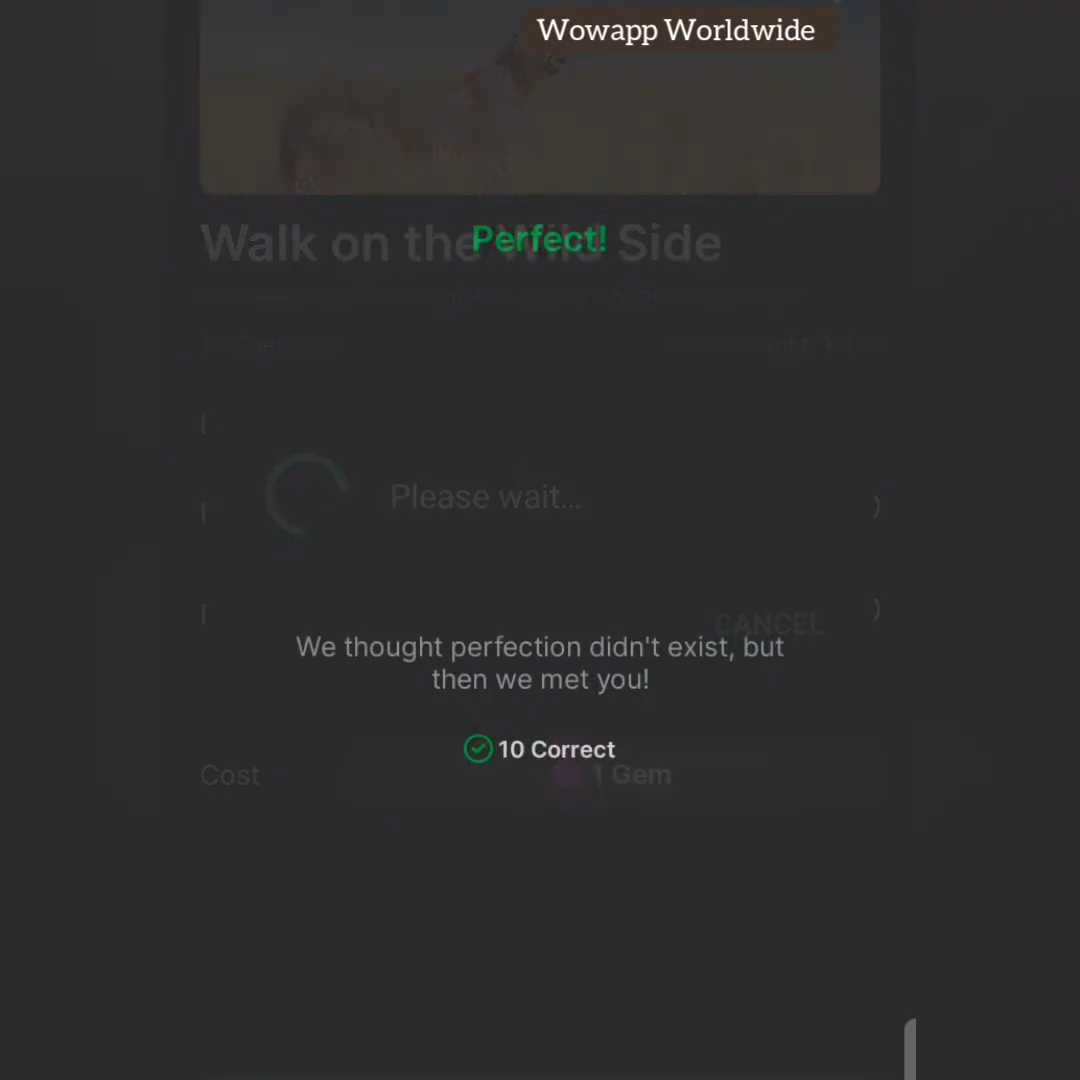 Wowapp Worldwide
Walk on the Wild Side
Perfect!
Please wait...
CANCEL
We thought perfection didn't exist, but
then we met you!
10 Correct
Cost
1 Gem